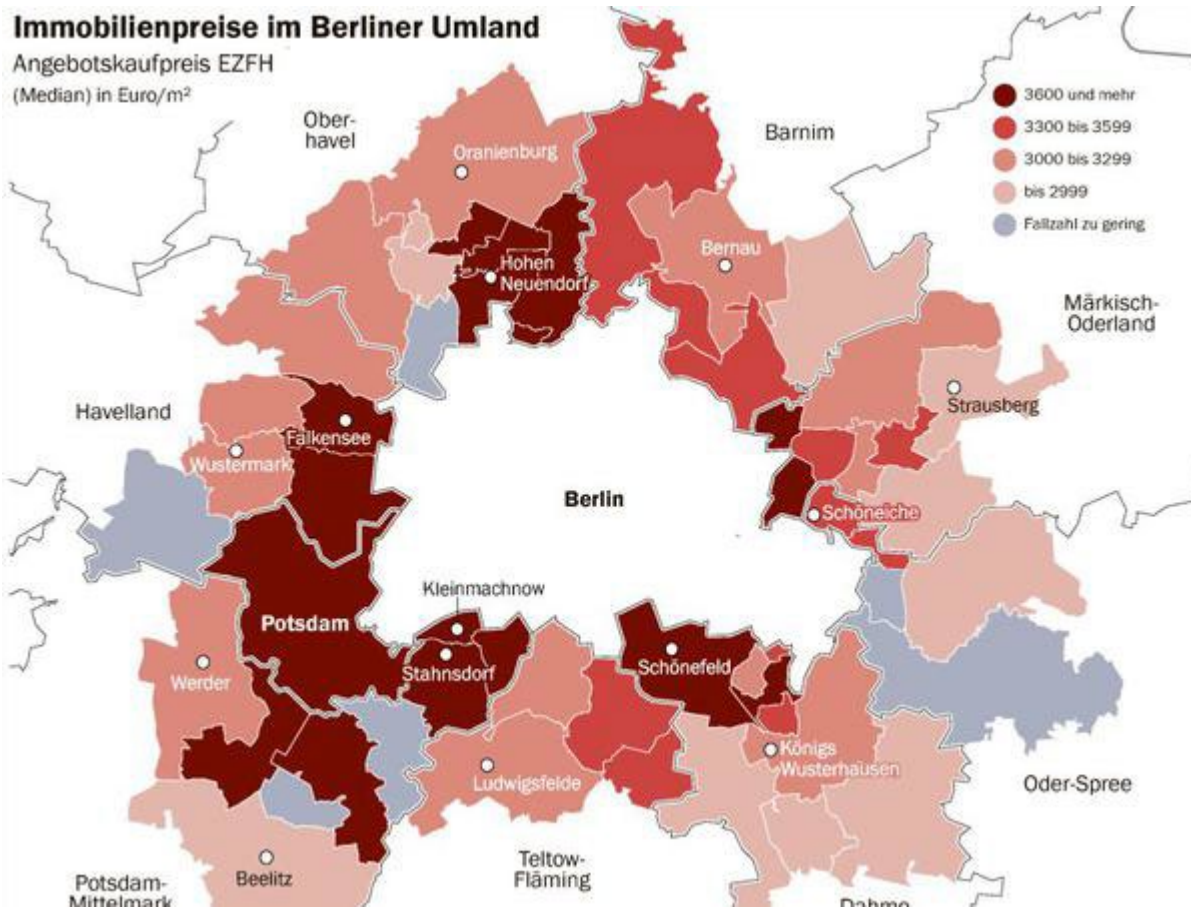 Immobilienpreise im Berliner Umland
Angebotskaufpreis EZFH
(Median) in Euro/m²
3600 und mehr
3300 bis 3599
3000 bis 3299
bis 2999
Fallzahl zu gering
Ober-
havel
Barnim
Oranienburg
Bernau
Hohen
Neuendorf
Märkisch-
Oderland
Havelland
Strausberg
Falkensee
Wustermark
Berlin
Schöneiche
Kleinmachnow
Potsdam
Stahnsdorf
Schönefeld
Werder
Königs
Wusterhausen
Ludwigsfelde
Oder-Spree
Teltow-
Fläming
Beelitz
Potsdam-
Mittelmark
Dahme